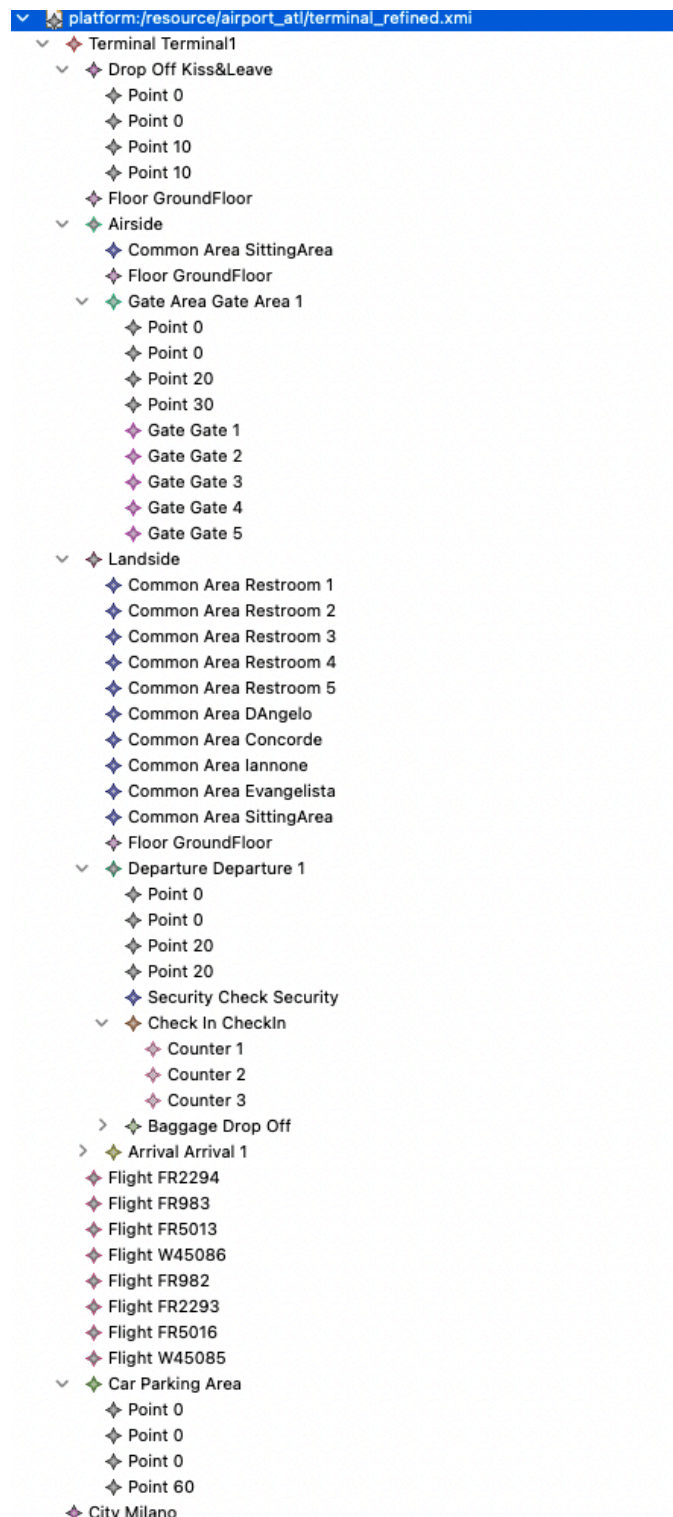 platform:/resource/airport_atl/terminal_refined.xmi
Terminal Terminal1
Drop Off Kiss&Leave
Point 0
Point 0
Point 10
Point 10
Floor GroundFloor
Airside
Common Area SittingArea
Floor GroundFloor
Gate Area Gate Area 1
Point 0
Point 0
Point 20
Point 30
Gate Gate 1
Gate Gate 2
Gate Gate 3
Gate Gate 4
Gate Gate 5
Landside
Common Area Restroom 1
Common Area Restroom 2
Common Area Restroom 3
Common Area Restroom 4
Common Area Restroom 5
Common Area DAngelo
Common Area Concorde
Common Area Iannone
Common Area Evangelista
Common Area SittingArea
Floor GroundFloor
Departure Departure 1
Point 0
Point 0
Point 20
Point 20
Security Check Security
Check In CheckIn
Counter 1
Counter 2
Counter 3
Baggage Drop Off
Arrival Arrival 1
Flight FR2294
Flight FR983
Flight FR5013
Flight W45086
Flight FR982
Flight FR2293
Flight FR5016
Flight W45085
Car Parking Area
Point 0
Point 0
Point 0
Point 60
City Milano